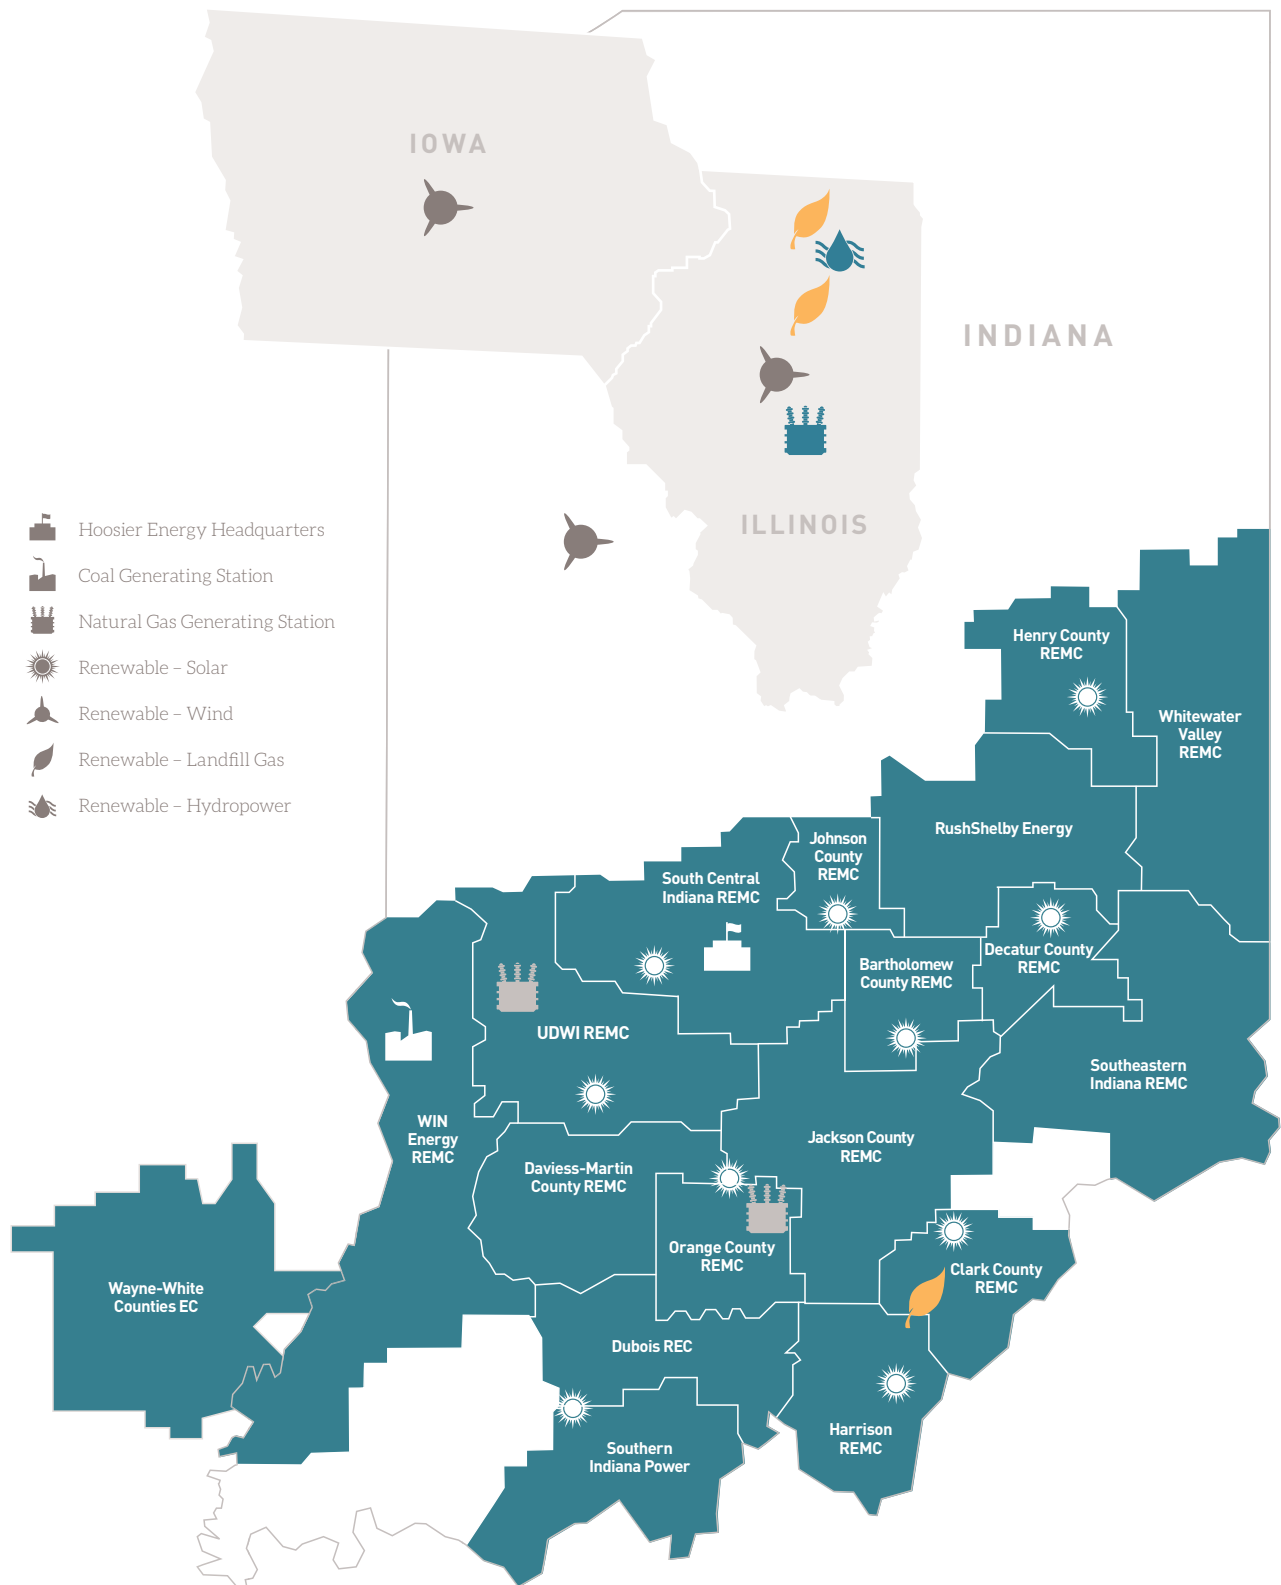 IOWA
INDIANA
ILLINOIS
Hoosier Energy Headquarters
Coal Generating Station
Natural Gas Generating Station
Renewable – Solar
Renewable – Wind
Renewable – Landfill Gas
Renewable – Hydropower
Henry County
REMC
Whitewater
Valley
REMC
RushShelby Energy
Johnson
County
REMC
South Central
Indiana REMC
Decatur County
REMC
Bartholomew
County REMC
UDWI REMC
Southeastern
Indiana REMC
WIN
Energy
REMC
Jackson County
REMC
Daviess-Martin
County REMC
Orange County
REMC
Clark County
REMC
Wayne-White
Counties EC
Dubois REC
Harrison
REMC
Southern
Indiana Power